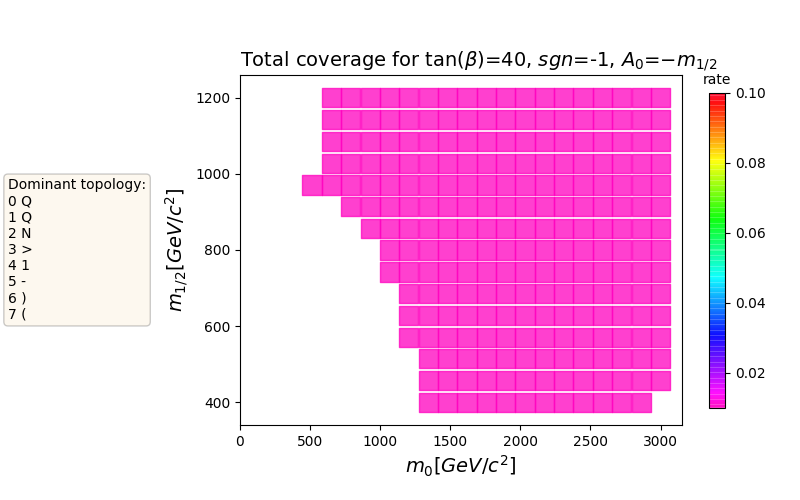 Total coverage for tan(β)=40, sgn=-1, A₀=−m₁/₂
rate
Dominant topology:
0 Q
1 Q
2 N
3 >
4 1
5 -
6 )
7 (
m₁/₂[GeV/c²]
1200
1000
800
600
400
0 500 1000 1500 2000 2500 3000
m₀[GeV/c²]
0.10
0.08
0.06
0.04
0.02